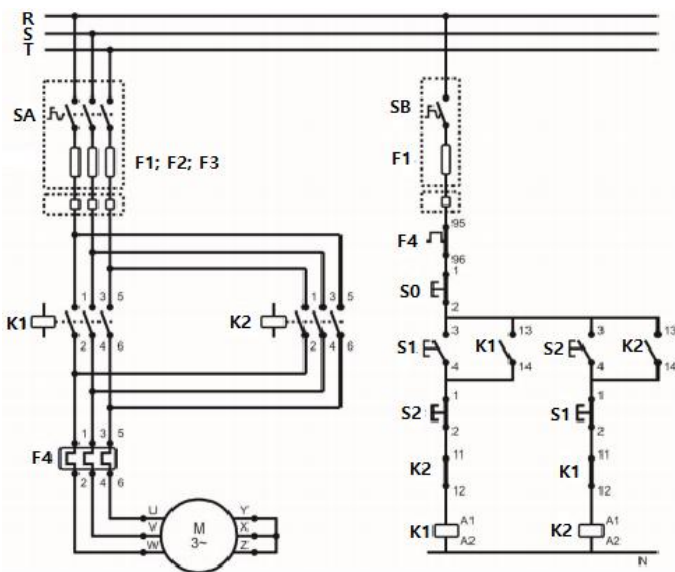 R
S
T
SA
SB
F1; F2; F3
F1
95
F4
96
1
S0
2
1 3 5
1 3 5
K1
K2
2 4 6
2 4 6
3
13
3
13
S1
K1
S2
K2
4
14
4
14
1
1
S2
S1
2
2
11
11
K2
K1
12
12
K1
A1
A2
K2
A1
A2
N
1 3 5
F4
2 4 6
U
V
W
M
3~
Y
X
Z